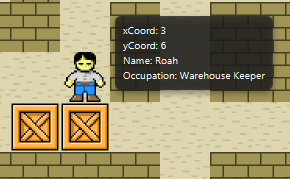 xCoord: 3
yCoord: 6
Name: Roah
Occupation: Warehouse Keeper